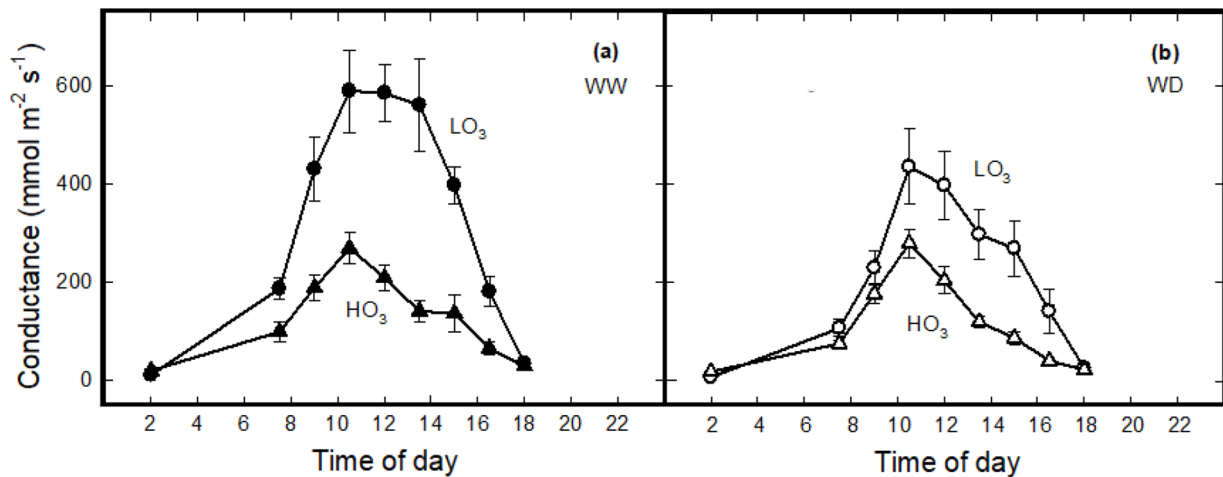 Conductance (mmol m⁻² s⁻¹)
600
400
200
0
(a)
WW
LO₃
HO₃
2 4 6 8 10 12 14 16 18 20 22
Time of day
(b)
WD
LO₃
HO₃
2 4 6 8 10 12 14 16 18 20 22
Time of day